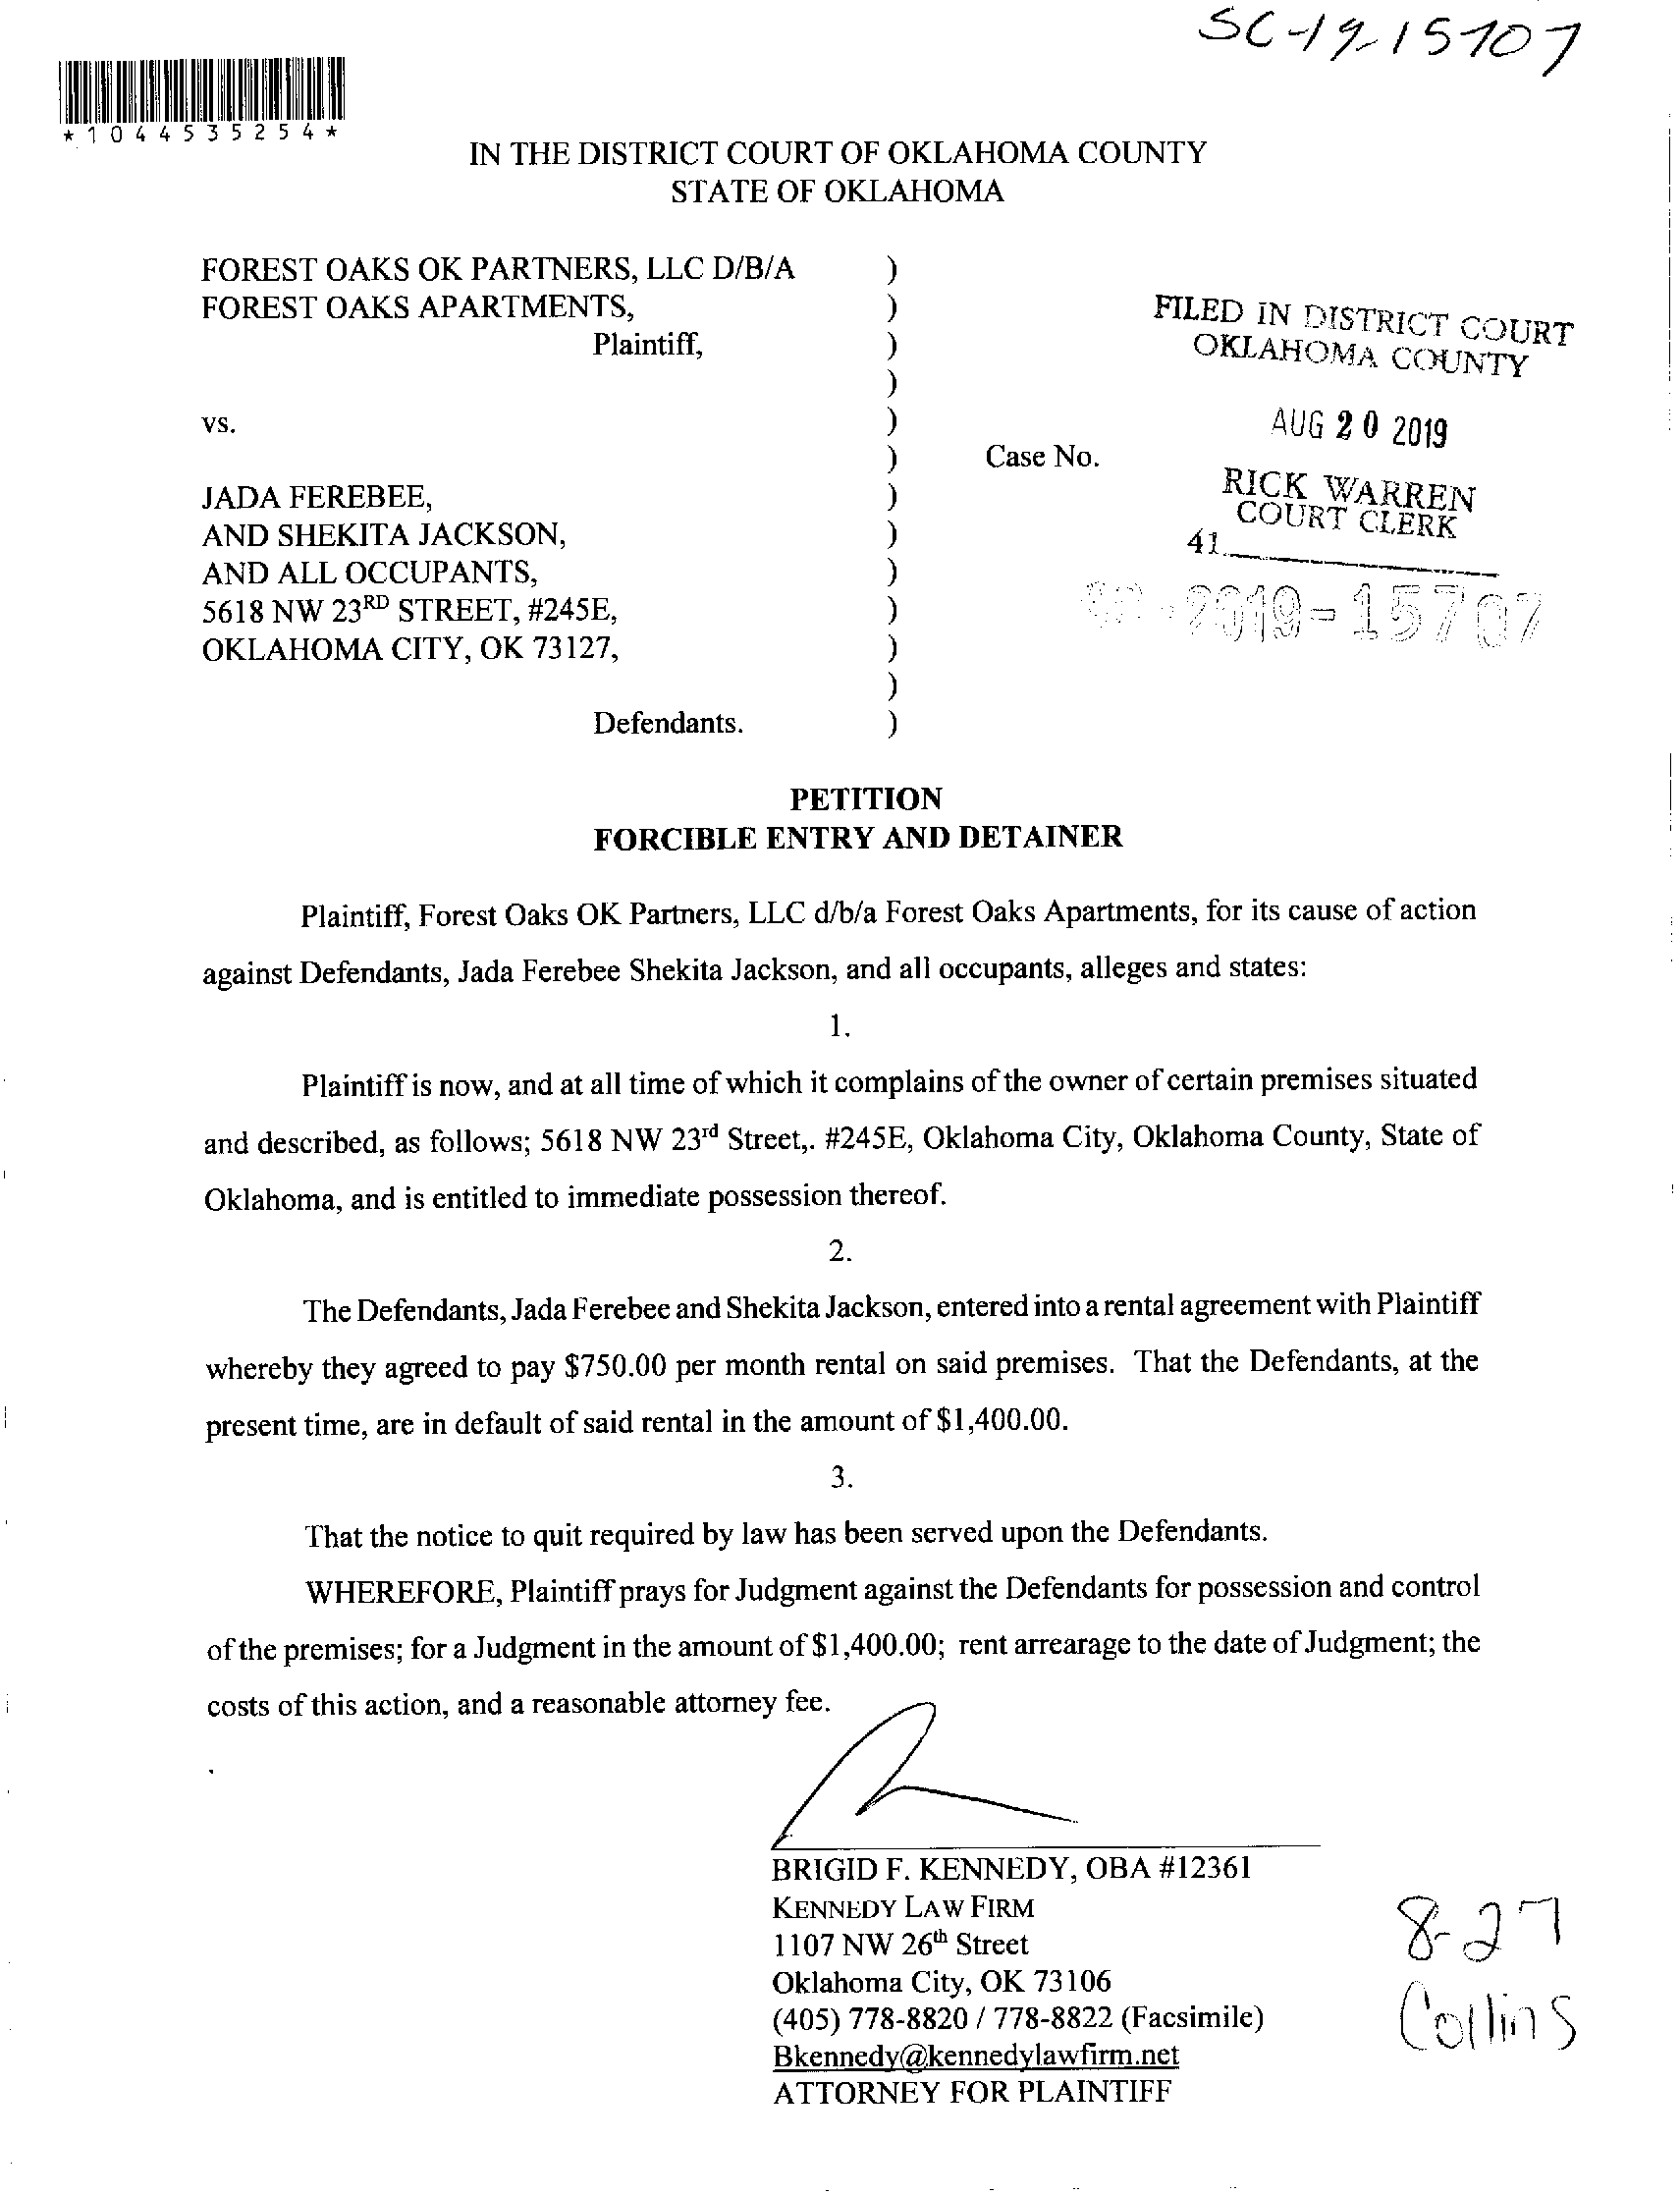 SC-19-15707
*1044535254*
IN THE DISTRICT COURT OF OKLAHOMA COUNTY
STATE OF OKLAHOMA
FOREST OAKS OK PARTNERS, LLC D/B/A )
FOREST OAKS APARTMENTS, )
Plaintiff, )
)
vs. )
) Case No.
JADA FEREBEE, )
AND SHEKITA JACKSON, )
AND ALL OCCUPANTS, )
5618 NW 23RD STREET, #245E, )
OKLAHOMA CITY, OK 73127, )
)
Defendants. )
FILED IN DISTRICT COURT
OKLAHOMA COUNTY
AUG 20 2019
RICK WARREN
COURT CLERK
41
-2019-15707
PETITION
FORCIBLE ENTRY AND DETAINER
Plaintiff, Forest Oaks OK Partners, LLC d/b/a Forest Oaks Apartments, for its cause of action
against Defendants, Jada Ferebee Shekita Jackson, and all occupants, alleges and states:
1.
Plaintiff is now, and at all time of which it complains of the owner of certain premises situated
and described, as follows; 5618 NW 23rd Street,. #245E, Oklahoma City, Oklahoma County, State of
Oklahoma, and is entitled to immediate possession thereof.
2.
The Defendants, Jada Ferebee and Shekita Jackson, entered into a rental agreement with Plaintiff
whereby they agreed to pay $750.00 per month rental on said premises. That the Defendants, at the
present time, are in default of said rental in the amount of $1,400.00.
3.
That the notice to quit required by law has been served upon the Defendants.
WHEREFORE, Plaintiff prays for Judgment against the Defendants for possession and control
of the premises; for a Judgment in the amount of $1,400.00; rent arrearage to the date of Judgment; the
costs of this action, and a reasonable attorney fee.
BRIGID F. KENNEDY, OBA #12361
KENNEDY LAW FIRM
1107 NW 26th Street
Oklahoma City, OK 73106
(405) 778-8820 / 778-8822 (Facsimile)
Bkennedy@kennedylawfirm.net
ATTORNEY FOR PLAINTIFF
8-27
Collins